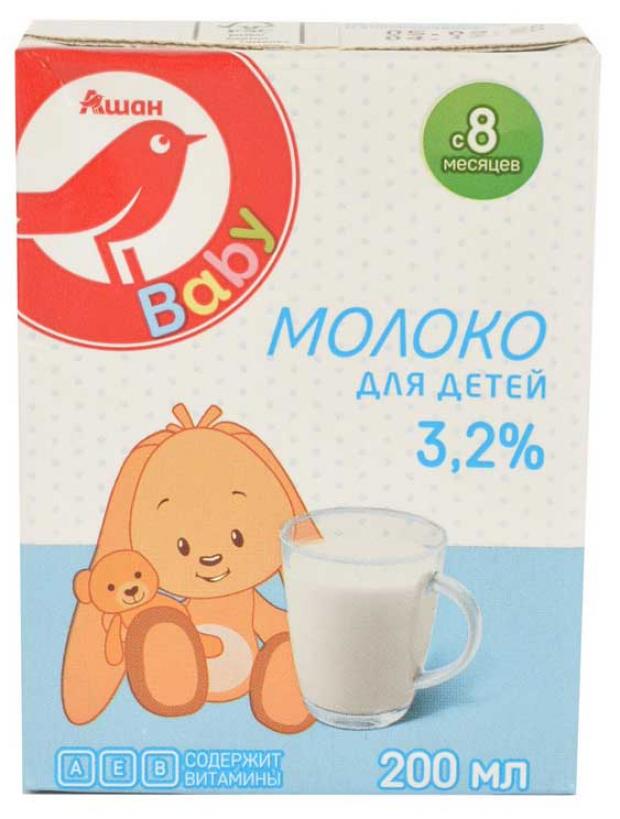 Ашан
с 8
месяцев
Baby
МОЛОКО
ДЛЯ ДЕТЕЙ
3,2%
А Е В
СОДЕРЖИТ
ВИТАМИНЫ
200 мл